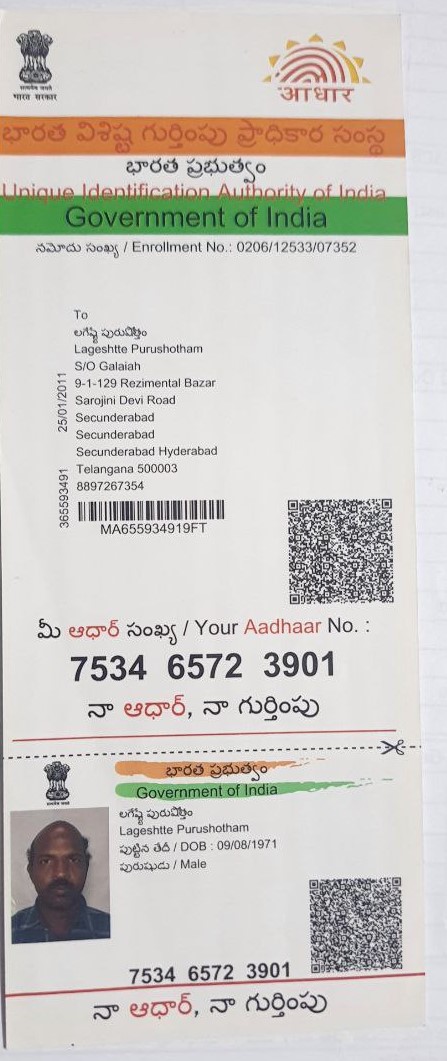 सत्यमेव जयते
भारत सरकार
आधार
భారత విశిష్ట గుర్తింపు ప్రాధికార సంస్థ
భారత ప్రభుత్వం
Unique Identification Authority of India
Government of India
నమోదు సంఖ్య / Enrollment No.: 0206/12533/07352
To
లగేష్టి పురుషోత్తం
Lageshtte Purushotham
S/O Galaiah
9-1-129 Rezimental Bazar
Sarojini Devi Road
Secunderabad
Secunderabad
Secunderabad Hyderabad
Telangana 500003
8897267354
25/01/2011
365593491
MA655934919FT
మీ ఆధార్ సంఖ్య / Your Aadhaar No. :
7534 6572 3901
నా ఆధార్, నా గుర్తింపు
భారత ప్రభుత్వం
Government of India
లగేష్టి పురుషోత్తం
Lageshtte Purushotham
పుట్టిన తేదీ / DOB : 09/08/1971
పురుషుడు / Male
7534 6572 3901
నా ఆధార్, నా గుర్తింపు